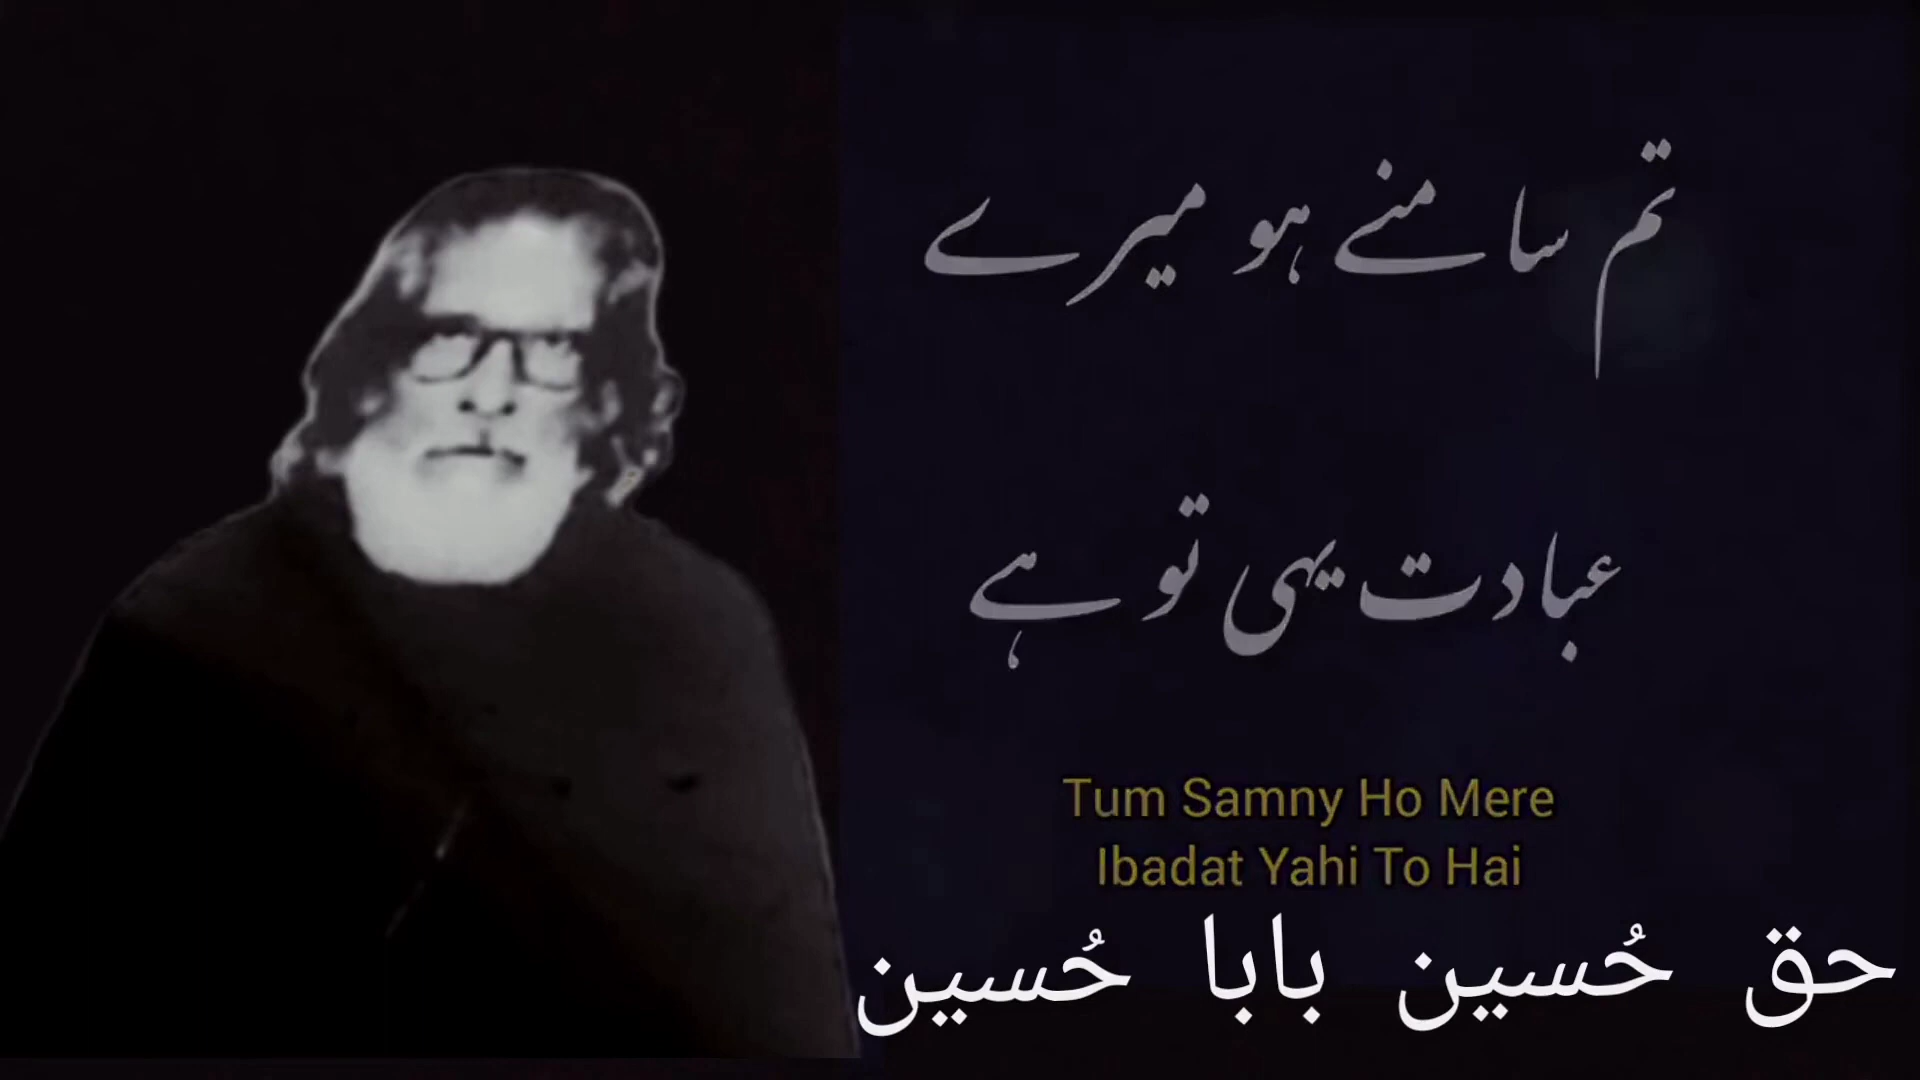 تم سامنے ہو میرے
عبادت یہی تو ہے
Tum Samny Ho Mere
Ibadat Yahi To Hai
حق حُسین بابا حُسین